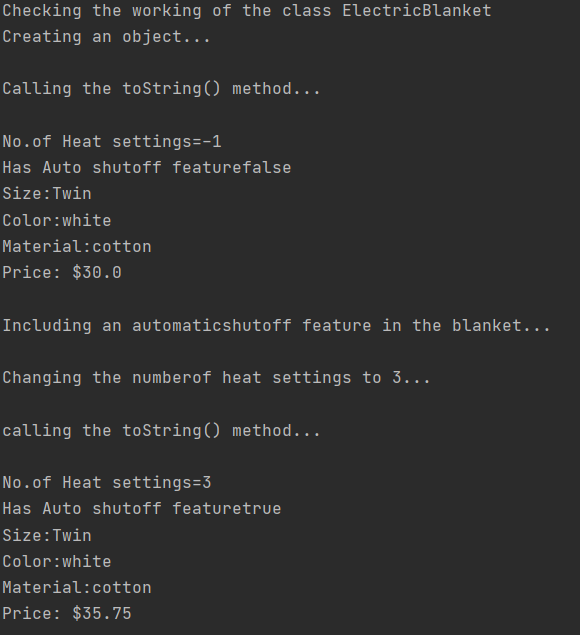 Checking the working of the class ElectricBlanket
Creating an object...
Calling the toString() method...
No.of Heat settings=-1
Has Auto shutoff featurefalse
Size:Twin
Color:white
Material:cotton
Price: $30.0
Including an automaticshutoff feature in the blanket...
Changing the numberof heat settings to 3...
calling the toString() method...
No.of Heat settings=3
Has Auto shutoff featuretrue
Size:Twin
Color:white
Material:cotton
Price: $35.75